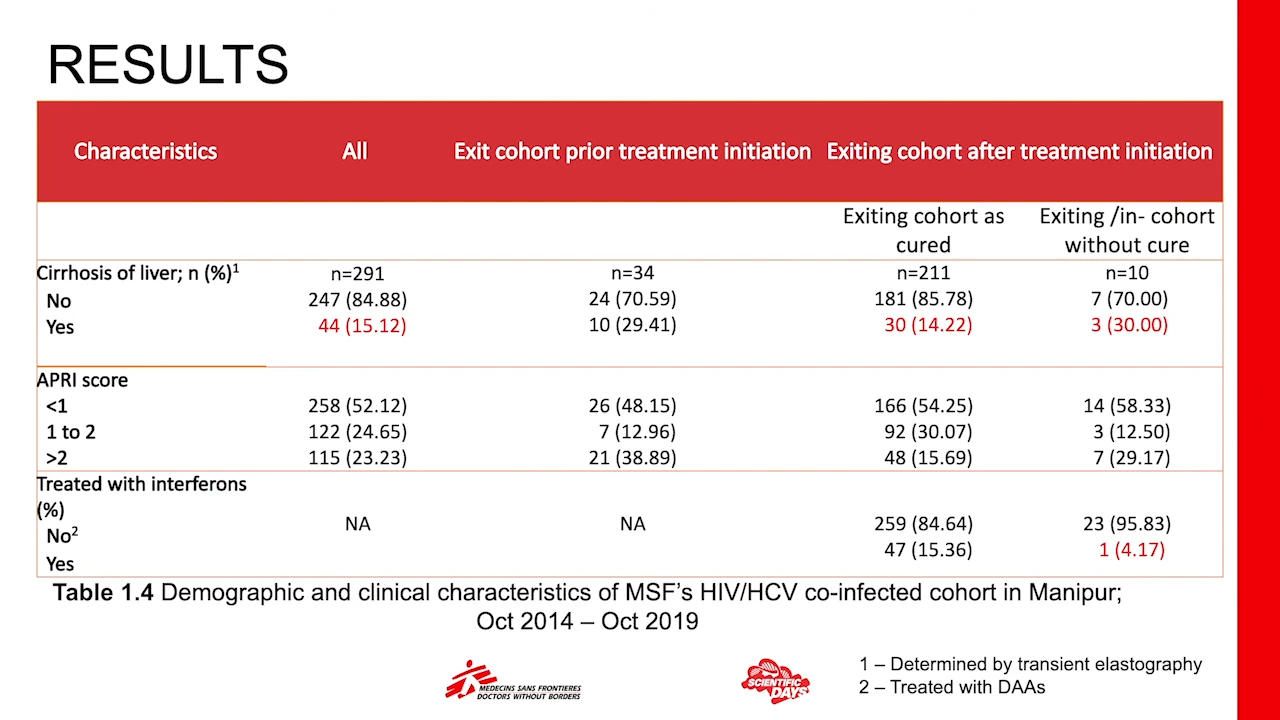 RESULTS
Characteristics All Exit cohort prior treatment initiation Exiting cohort after treatment initiation
Exiting cohort as cured Exiting /in- cohort without cure
Cirrhosis of liver; n (%)1 n=291 n=34 n=211 n=10
No 247 (84.88) 24 (70.59) 181 (85.78) 7 (70.00)
Yes 44 (15.12) 10 (29.41) 30 (14.22) 3 (30.00)
APRI score
<1 258 (52.12) 26 (48.15) 166 (54.25) 14 (58.33)
1 to 2 122 (24.65) 7 (12.96) 92 (30.07) 3 (12.50)
>2 115 (23.23) 21 (38.89) 48 (15.69) 7 (29.17)
Treated with interferons
(%)
No2 NA NA 259 (84.64) 23 (95.83)
Yes 47 (15.36) 1 (4.17)
Table 1.4 Demographic and clinical characteristics of MSF's HIV/HCV co-infected cohort in Manipur;
Oct 2014 – Oct 2019
MEDECINS SANS FRONTIERES
DOCTORS WITHOUT BORDERS
SCIENTIFIC
DAYS
1 – Determined by transient elastography
2 – Treated with DAAs